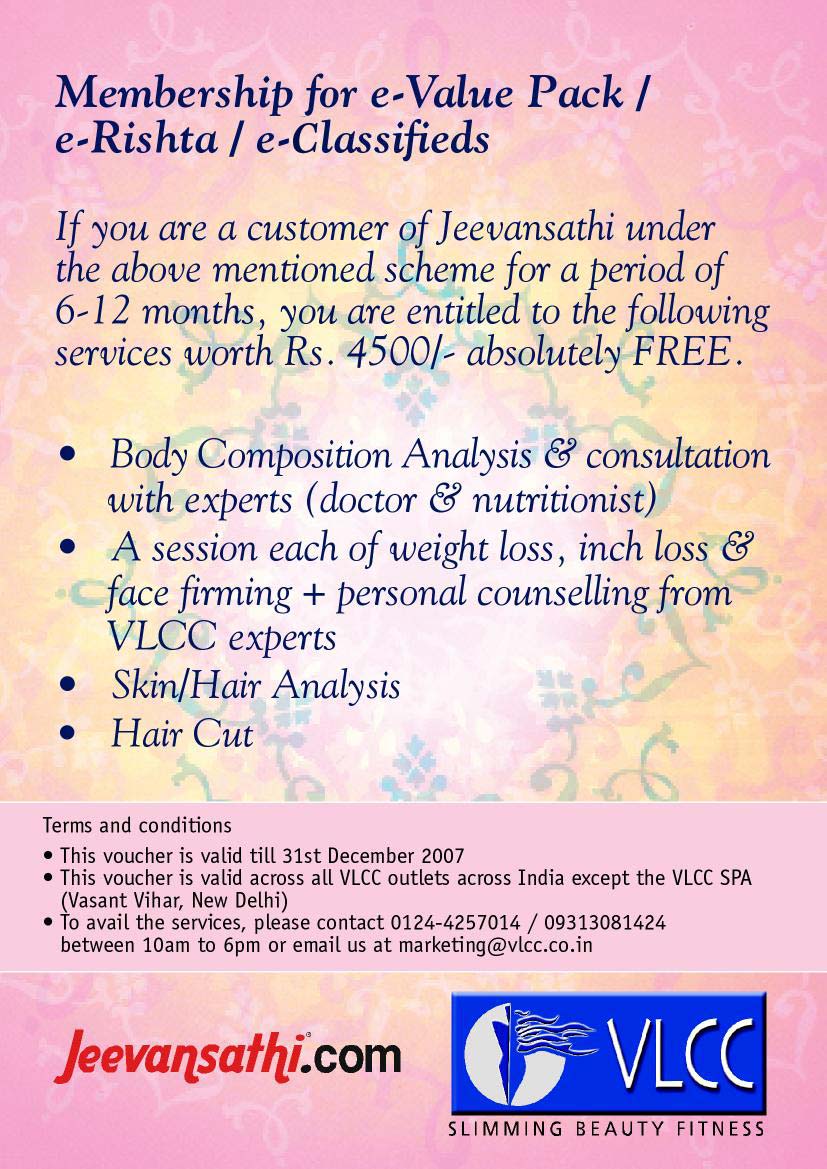 Membership for e-Value Pack /
e-Rishta / e-Classifieds
If you are a customer of Jeevansathi under
the above mentioned scheme for a period of
6-12 months, you are entitled to the following
services worth Rs. 4500/- absolutely FREE.
• Body Composition Analysis & consultation
with experts (doctor & nutritionist)
• A session each of weight loss, inch loss &
face firming + personal counselling from
VLCC experts
• Skin/Hair Analysis
• Hair Cut
Terms and conditions
• This voucher is valid till 31st December 2007
• This voucher is valid across all VLCC outlets across India except the VLCC SPA
(Vasant Vihar, New Delhi)
• To avail the services, please contact 0124-4257014 / 09313081424
between 10am to 6pm or email us at marketing@vlcc.co.in
Jeevansathi®.com
VLCC
SLIMMING BEAUTY FITNESS